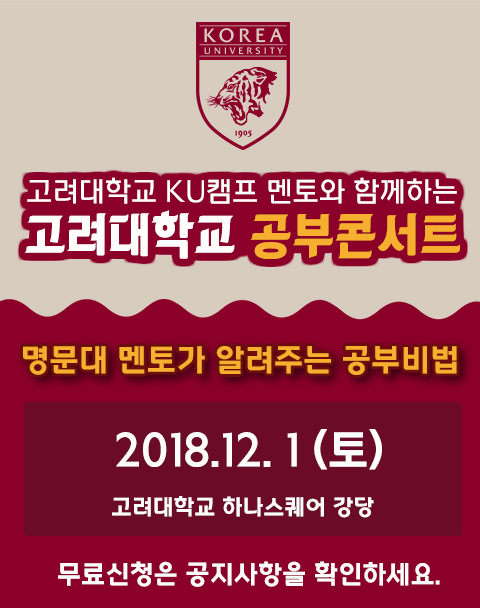 KOREA
UNIVERSITY
1905
고려대학교 KU캠프 멘토와 함께하는
고려대학교 공부콘서트
명문대 멘토가 알려주는 공부비법
2018.12. 1 (토)
고려대학교 하나스퀘어 강당
무료신청은 공지사항을 확인하세요.